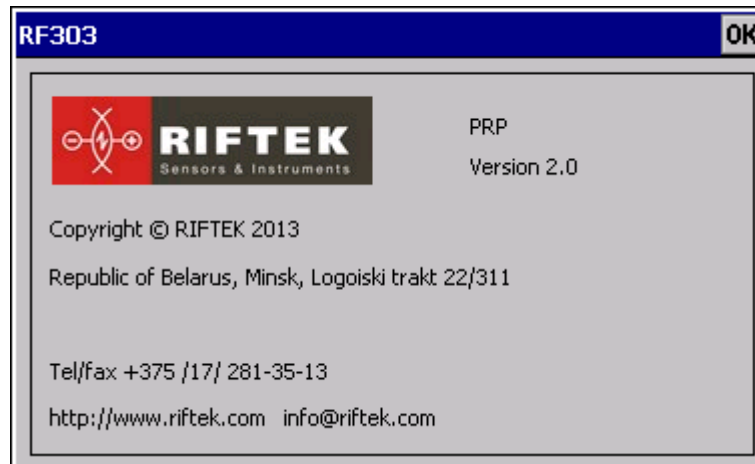 RF303 OK
RIFTEK
Sensors & Instruments
PRP
Version 2.0
Copyright © RIFTEK 2013
Republic of Belarus, Minsk, Logoiski trakt 22/311
Tel/fax +375 /17/ 281-35-13
http://www.riftek.com info@riftek.com